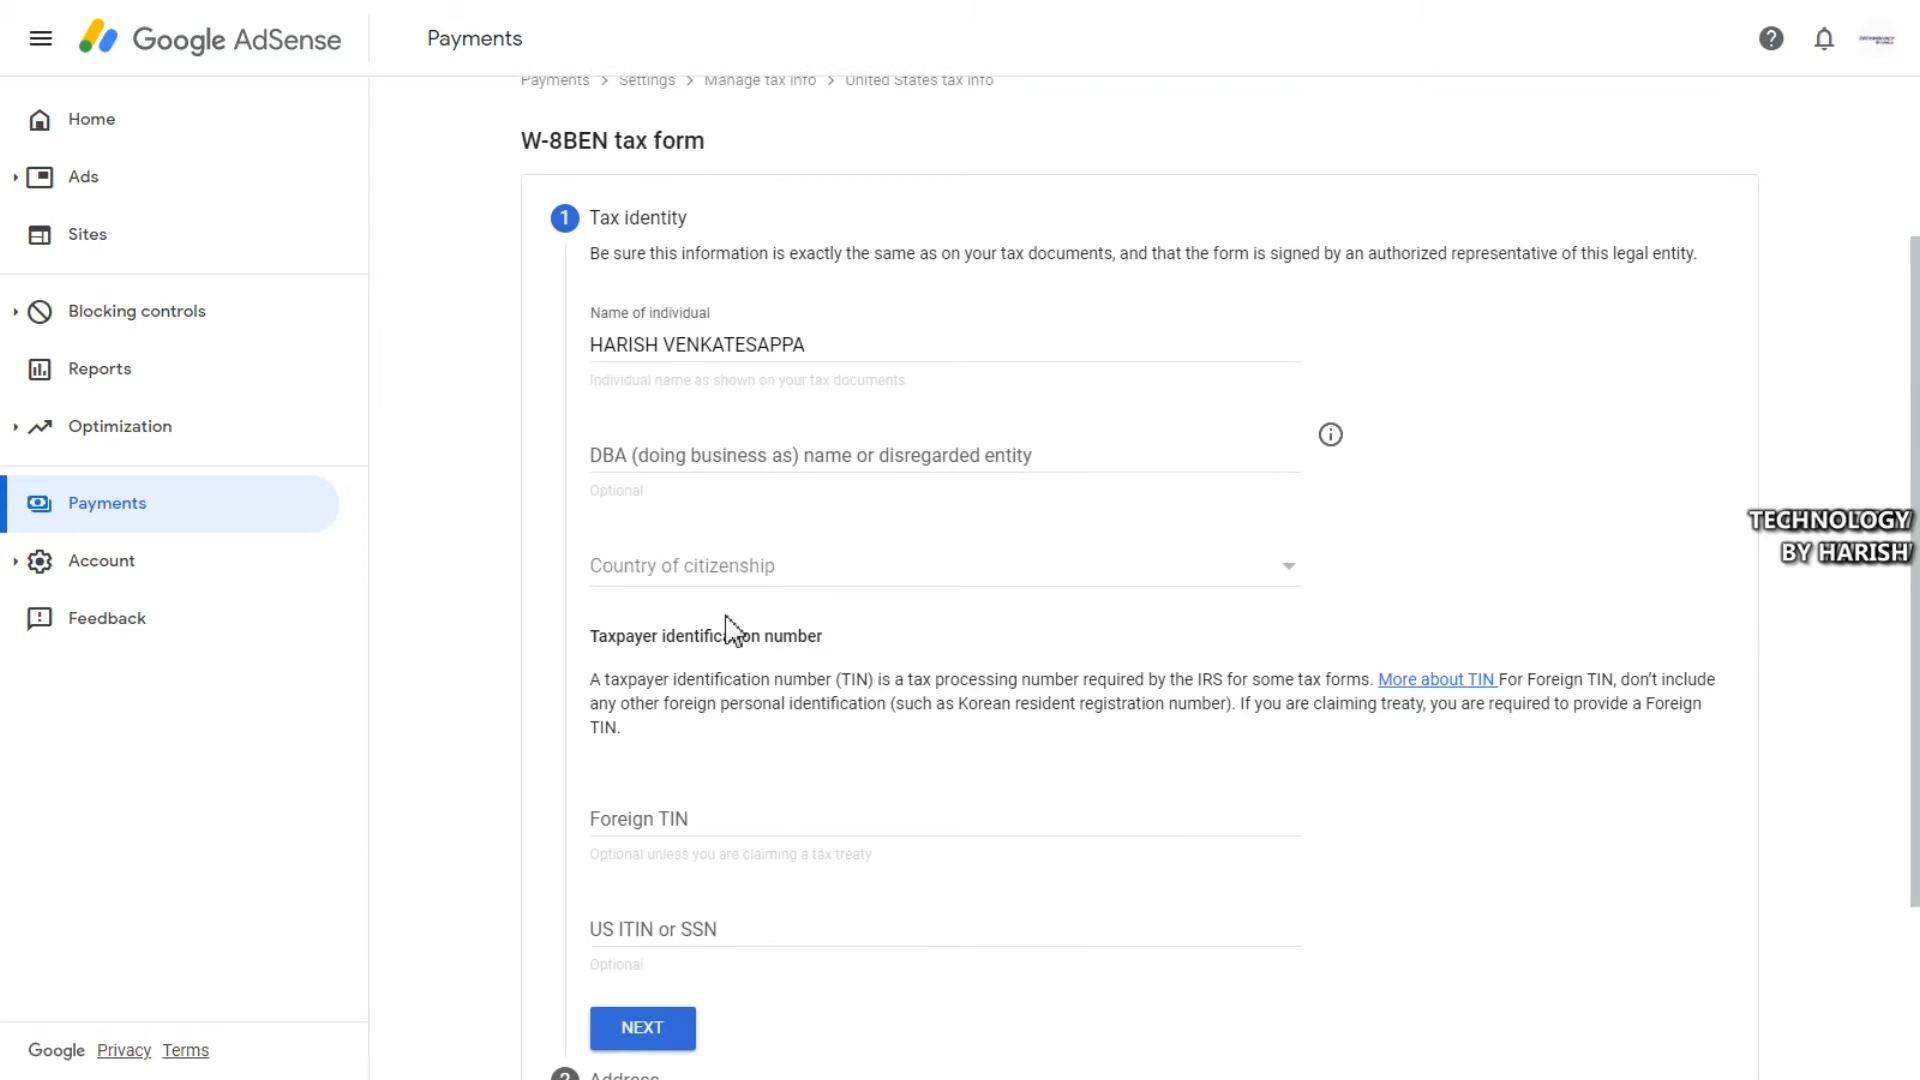 Google AdSense
Payments
Payments > Settings > Manage tax info > United States tax info
Home
Ads
Sites
Blocking controls
Reports
Optimization
Payments
Account
Feedback
Google Privacy Terms
W-8BEN tax form
1 Tax identity
Be sure this information is exactly the same as on your tax documents, and that the form is signed by an authorized representative of this legal entity.
Name of individual
HARISH VENKATESAPPA
Individual name as shown on your tax documents
DBA (doing business as) name or disregarded entity
Optional
Country of citizenship
Taxpayer identification number
A taxpayer identification number (TIN) is a tax processing number required by the IRS for some tax forms. More about TIN For Foreign TIN, don't include
any other foreign personal identification (such as Korean resident registration number). If you are claiming treaty, you are required to provide a Foreign
TIN.
Foreign TIN
Optional unless you are claiming a tax treaty
US ITIN or SSN
Optional
NEXT
2 Address
TECHNOLOGY
BY HARISH